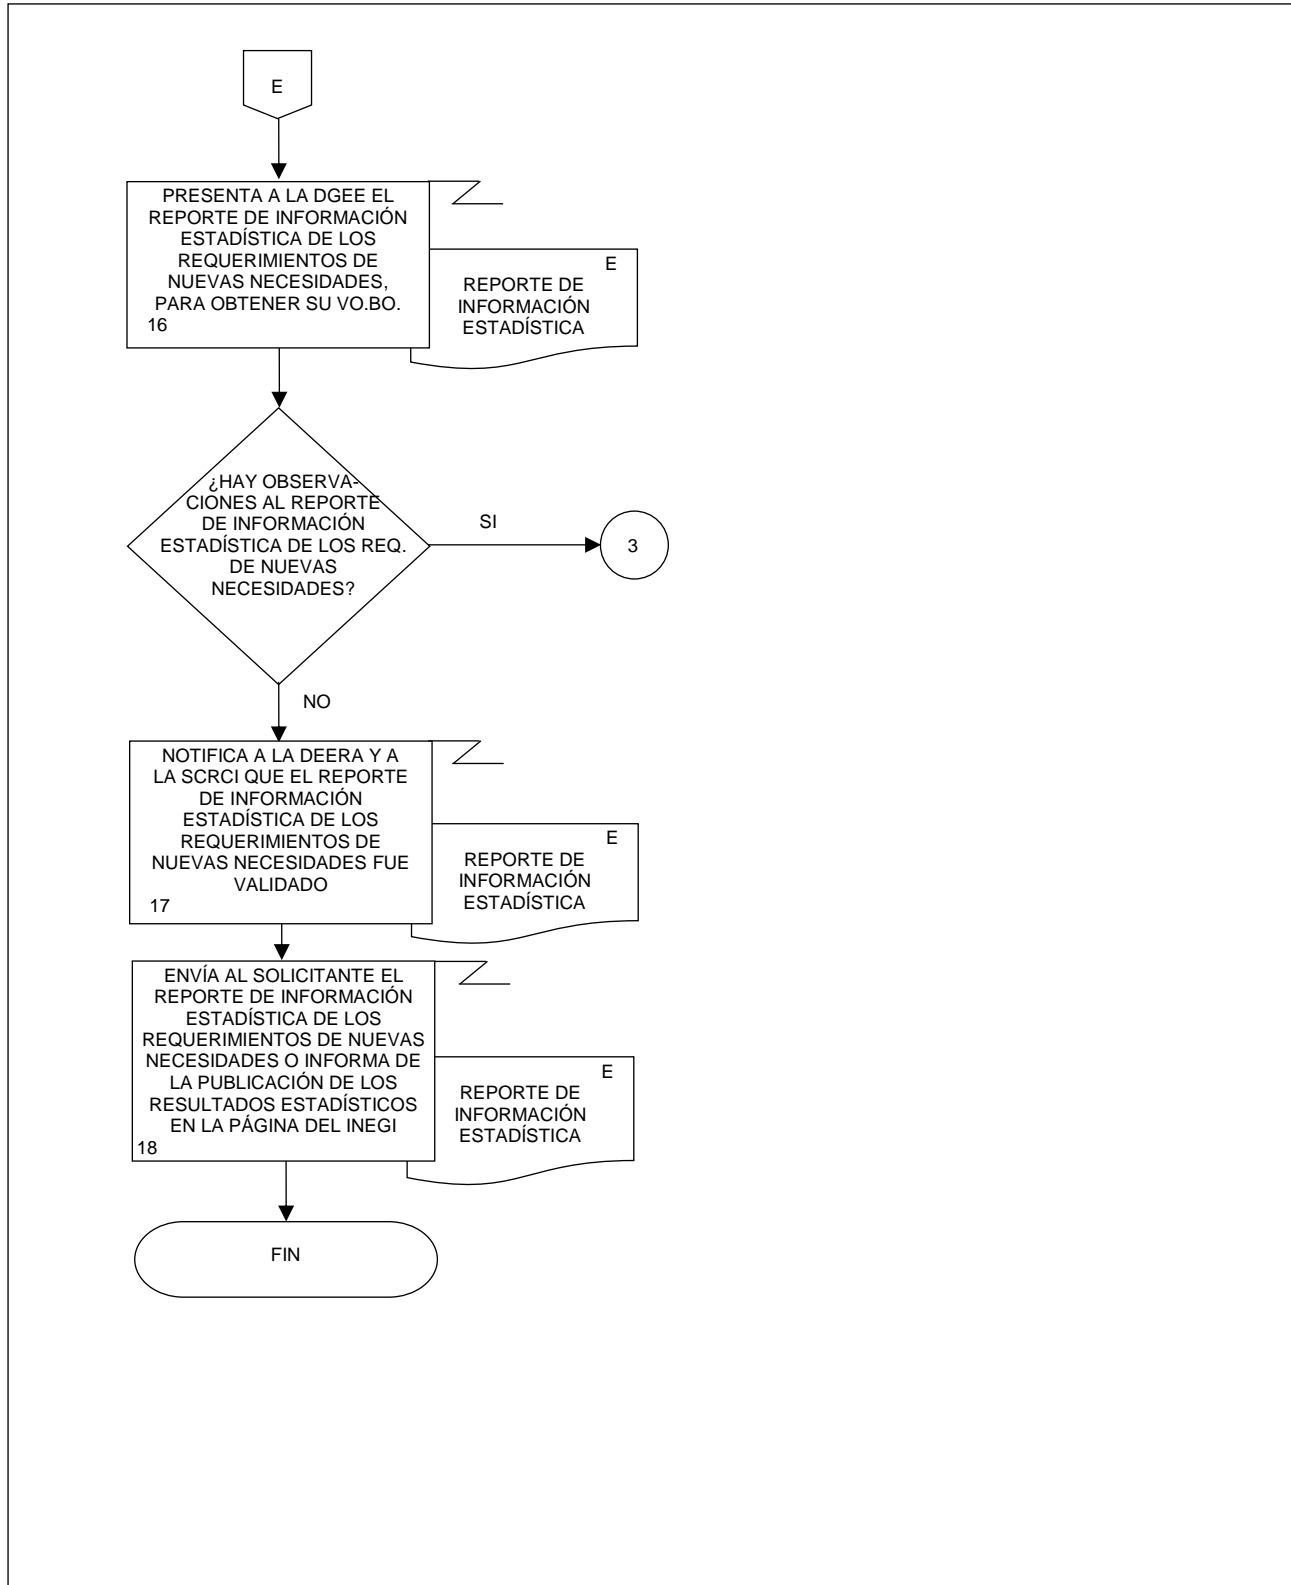 E
PRESENTA A LA DGEE EL
REPORTE DE INFORMACIÓN
ESTADÍSTICA DE LOS
REQUERIMIENTOS DE
NUEVAS NECESIDADES,
PARA OBTENER SU VO.BO.
16
E
REPORTE DE
INFORMACIÓN
ESTADÍSTICA
¿HAY OBSERVA-
CIONES AL REPORTE
DE INFORMACIÓN
ESTADÍSTICA DE LOS REQ.
DE NUEVAS
NECESIDADES?
SI
3
NO
NOTIFICA A LA DEERA Y A
LA SCRCI QUE EL REPORTE
DE INFORMACIÓN
ESTADÍSTICA DE LOS
REQUERIMIENTOS DE
NUEVAS NECESIDADES FUE
VALIDADO
17
E
REPORTE DE
INFORMACIÓN
ESTADÍSTICA
ENVÍA AL SOLICITANTE EL
REPORTE DE INFORMACIÓN
ESTADÍSTICA DE LOS
REQUERIMIENTOS DE NUEVAS
NECESIDADES O INFORMA DE
LA PUBLICACIÓN DE LOS
RESULTADOS ESTADÍSTICOS
EN LA PÁGINA DEL INEGI
18
E
REPORTE DE
INFORMACIÓN
ESTADÍSTICA
FIN